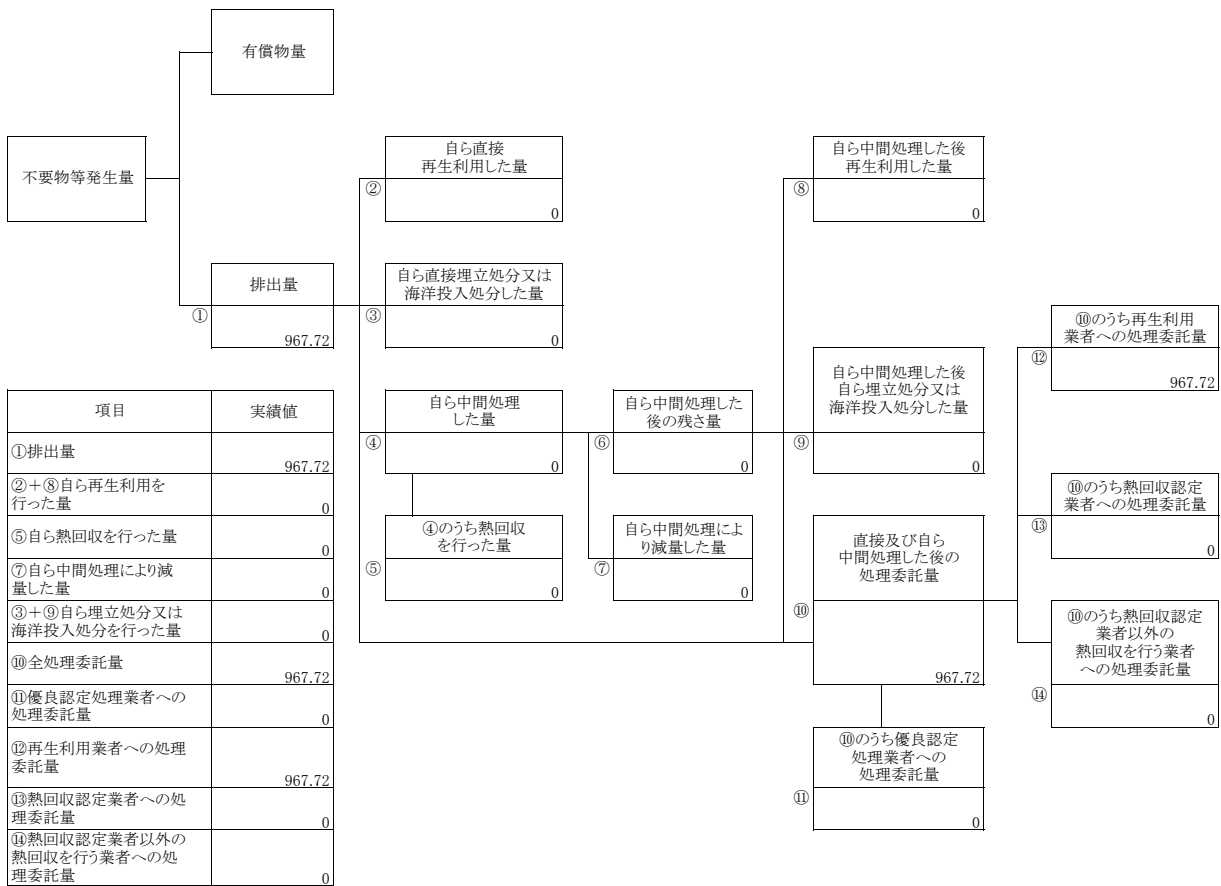 有償物量
不要物等発生量
自ら直接
再生利用した量
②
0
自ら中間処理した後
再生利用した量
⑧
0
排出量
①
967.72
自ら直接埋立処分又は
海洋投入処分した量
③
0
⑩のうち再生利用
業者への処理委託量
⑫
967.72
自ら中間処理
した量
④
0
自ら中間処理した
後の残さ量
⑥
0
自ら中間処理した後
自ら埋立処分又は
海洋投入処分した量
⑨
0
⑩のうち熱回収認定
業者への処理委託量
⑬
0
④のうち熱回収
を行った量
⑤
0
自ら中間処理によ
り減量した量
⑦
0
直接及び自ら
中間処理した後の
処理委託量
⑩
967.72
⑩のうち熱回収認定
業者以外の
熱回収を行う業者
への処理委託量
⑭
0
⑩のうち優良認定
処理業者への
処理委託量
⑪
0
項目 実績値
①排出量
967.72
②+⑧自ら再生利用を
行った量
0
⑤自ら熱回収を行った量
0
⑦自ら中間処理により減
量した量
0
③+⑨自ら埋立処分又は
海洋投入処分を行った量
0
⑩全処理委託量
967.72
⑪優良認定処理業者への
処理委託量
0
⑫再生利用業者への処理
委託量
967.72
⑬熱回収認定業者への処
理委託量
0
⑭熱回収認定業者以外の
熱回収を行う業者への処
理委託量
0